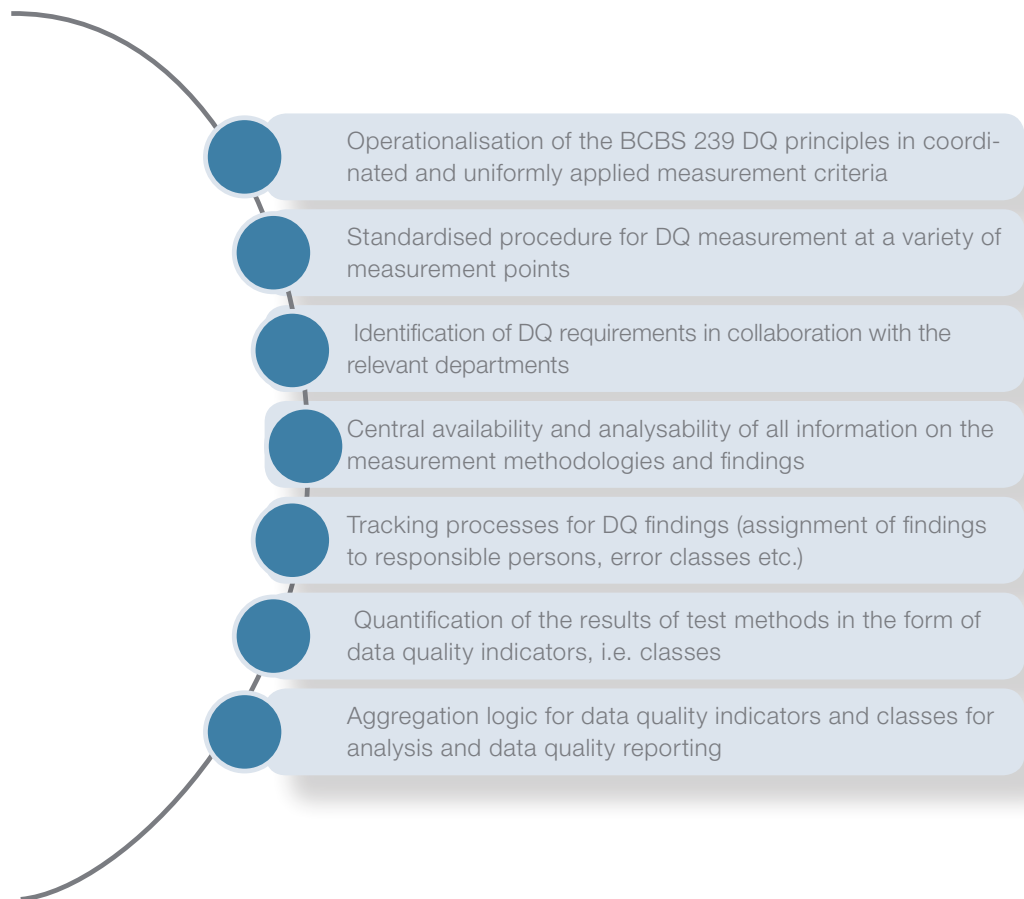 Operationalisation of the BCBS 239 DQ principles in coordi-
nated and uniformly applied measurement criteria
Standardised procedure for DQ measurement at a variety of
measurement points
Identification of DQ requirements in collaboration with the
relevant departments
Central availability and analysability of all information on the
measurement methodologies and findings
Tracking processes for DQ findings (assignment of findings
to responsible persons, error classes etc.)
Quantification of the results of test methods in the form of
data quality indicators, i.e. classes
Aggregation logic for data quality indicators and classes for
analysis and data quality reporting